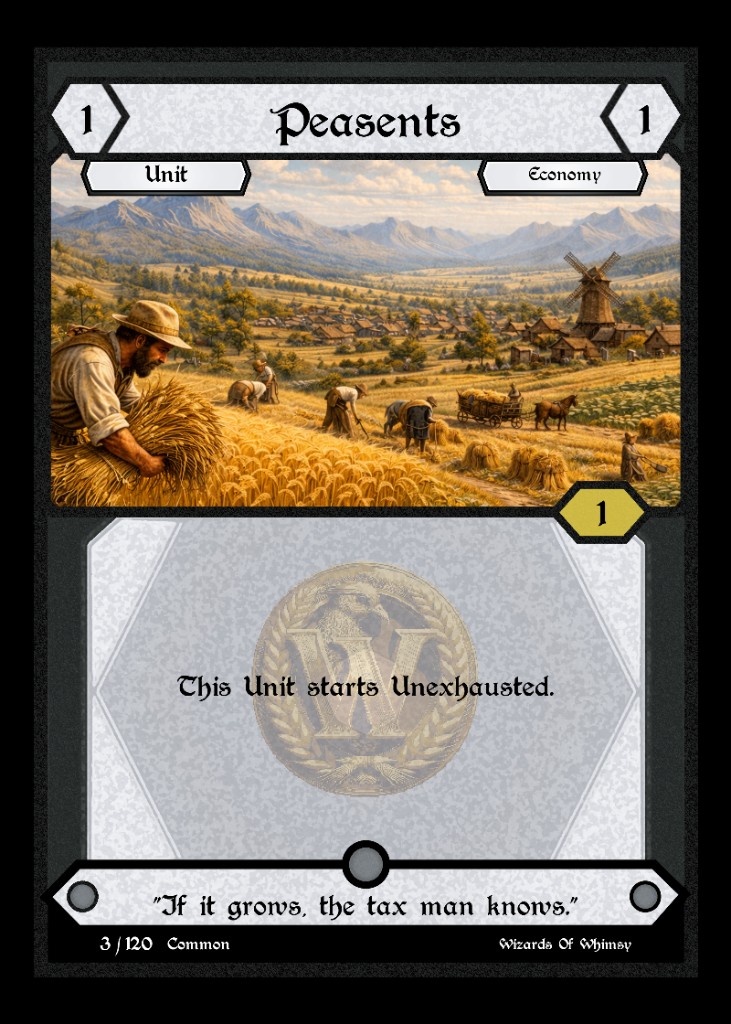 1 Peasents 1
Unit Economy
1
W
This Unit starts Unexhausted.
"If it grows, the tax man knows."
3/120 Common Wizards Of Whimsy